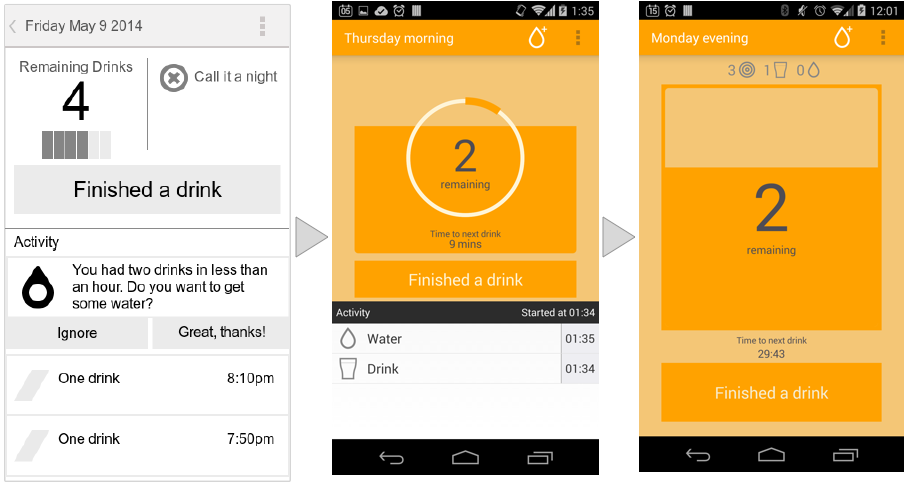 Friday May 9 2014
Remaining Drinks
4
Call it a night
Finished a drink
Activity
You had two drinks in less than
an hour. Do you want to get
some water?
Ignore
Great, thanks!
One drink
8:10pm
One drink
7:50pm
05
1:35
Thursday morning
2
remaining
Time to next drink
9 mins
Finished a drink
Activity
Started at 01:34
Water
01:35
Drink
01:34
15
12:01
Monday evening
3 1 0
2
remaining
Time to next drink
29:43
Finished a drink